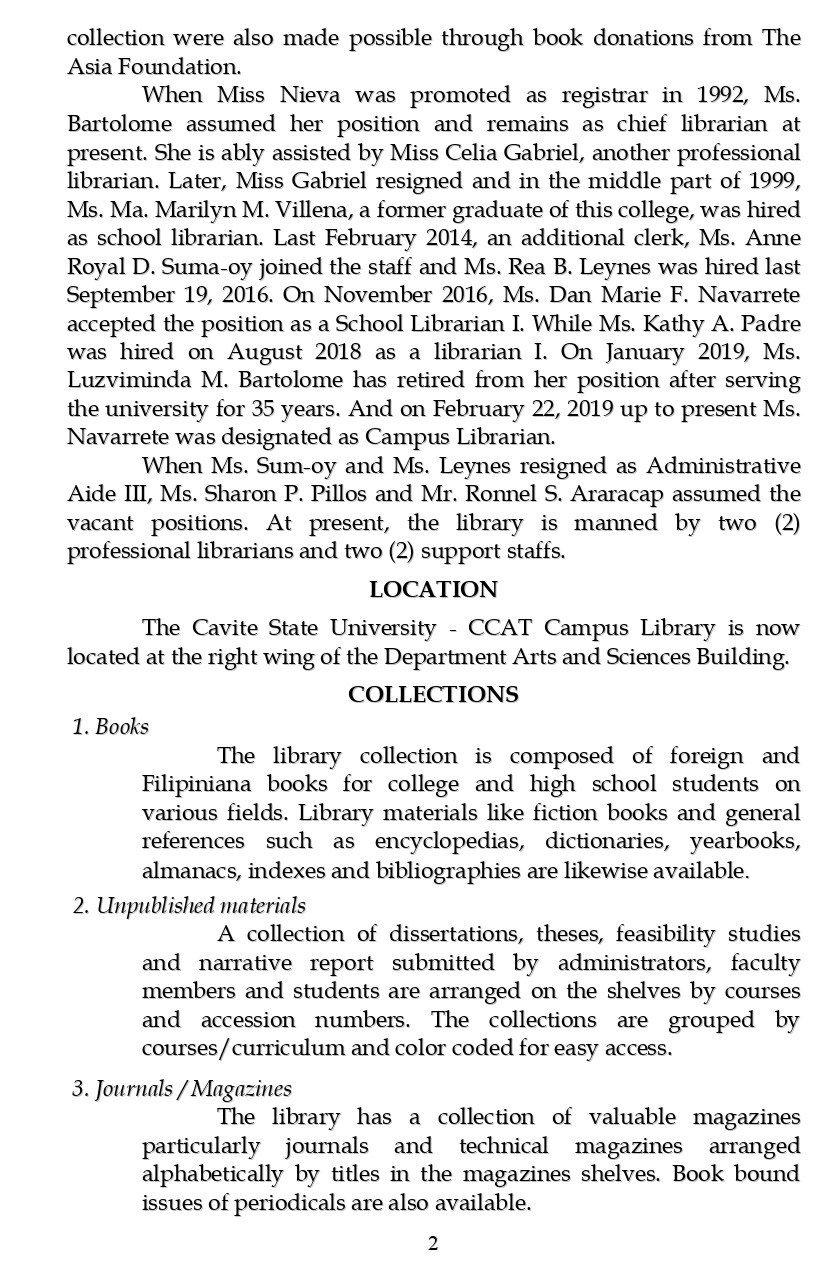 collection were also made possible through book donations from The
Asia Foundation.
When Miss Nieva was promoted as registrar in 1992, Ms.
Bartolome assumed her position and remains as chief librarian at
present. She is ably assisted by Miss Celia Gabriel, another professional
librarian. Later, Miss Gabriel resigned and in the middle part of 1999,
Ms. Ma. Marilyn M. Villena, a former graduate of this college, was hired
as school librarian. Last February 2014, an additional clerk, Ms. Anne
Royal D. Suma-oy joined the staff and Ms. Rea B. Leynes was hired last
September 19, 2016. On November 2016, Ms. Dan Marie F. Navarrete
accepted the position as a School Librarian I. While Ms. Kathy A. Padre
was hired on August 2018 as a librarian I. On January 2019, Ms.
Luzviminda M. Bartolome has retired from her position after serving
the university for 35 years. And on February 22, 2019 up to present Ms.
Navarrete was designated as Campus Librarian.
When Ms. Sum-oy and Ms. Leynes resigned as Administrative
Aide III, Ms. Sharon P. Pillos and Mr. Ronnel S. Araracap assumed the
vacant positions. At present, the library is manned by two (2)
professional librarians and two (2) support staffs.
LOCATION
The Cavite State University - CCAT Campus Library is now
located at the right wing of the Department Arts and Sciences Building.
COLLECTIONS
1. Books
The library collection is composed of foreign and
Filipiniana books for college and high school students on
various fields. Library materials like fiction books and general
references such as encyclopedias, dictionaries, yearbooks,
almanacs, indexes and bibliographies are likewise available.
2. Unpublished materials
A collection of dissertations, theses, feasibility studies
and narrative report submitted by administrators, faculty
members and students are arranged on the shelves by courses
and accession numbers. The collections are grouped by
courses/curriculum and color coded for easy access.
3. Journals / Magazines
The library has a collection of valuable magazines
particularly journals and technical magazines arranged
alphabetically by titles in the magazines shelves. Book bound
issues of periodicals are also available.
2